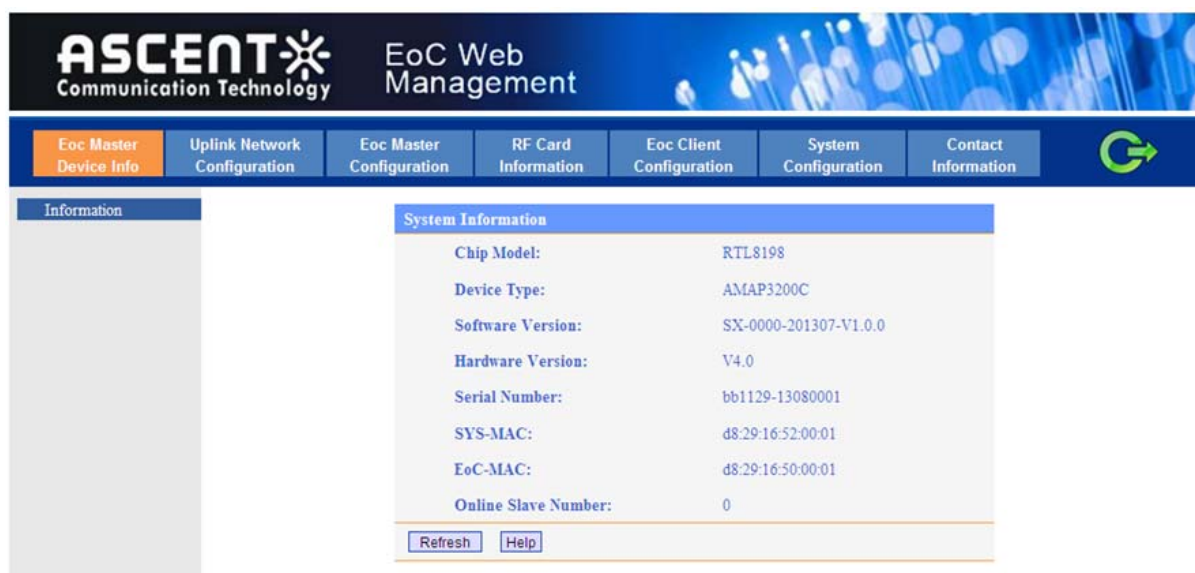 ASCENT
Communication Technology
EoC Web
Management
Eoc Master
Device Info
Uplink Network
Configuration
Eoc Master
Configuration
RF Card
Information
Eoc Client
Configuration
System
Configuration
Contact
Information
Information
System Information
Chip Model: RTL8198
Device Type: AMAP3200C
Software Version: SX-0000-201307-V1.0.0
Hardware Version: V4.0
Serial Number: bb1129-13080001
SYS-MAC: d8:29:16:52:00:01
EoC-MAC: d8:29:16:50:00:01
Online Slave Number: 0
Refresh Help